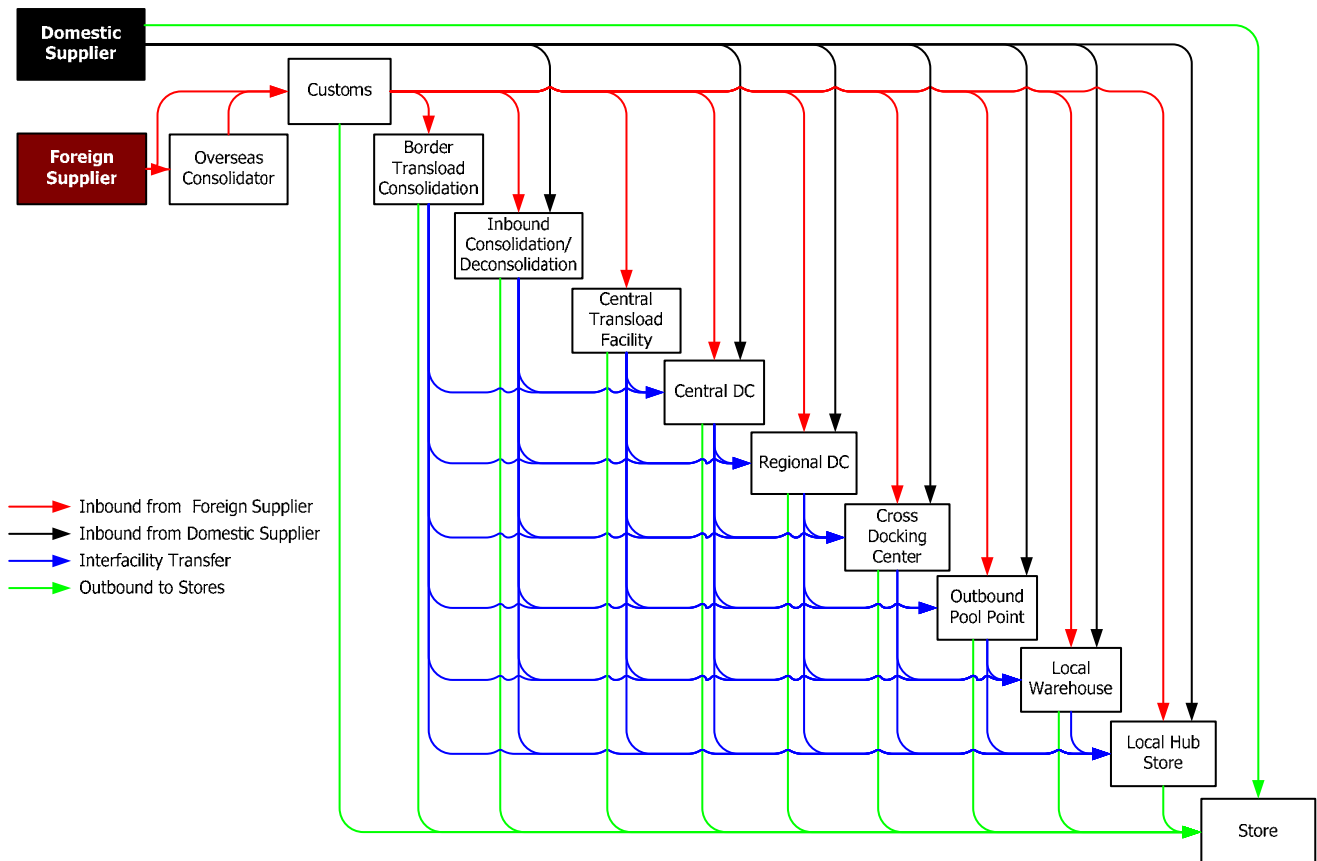 Domestic
Supplier
Customs
Foreign
Supplier
Overseas
Consolidator
Border
Transload
Consolidation
Inbound
Consolidation/
Deconsolidation
Central
Transload
Facility
Central DC
Regional DC
Cross
Docking
Center
Outbound
Pool Point
Local
Warehouse
Local Hub
Store
Store
Inbound from  Foreign Supplier
Inbound from Domestic Supplier
Interfacility Transfer
Outbound to Stores